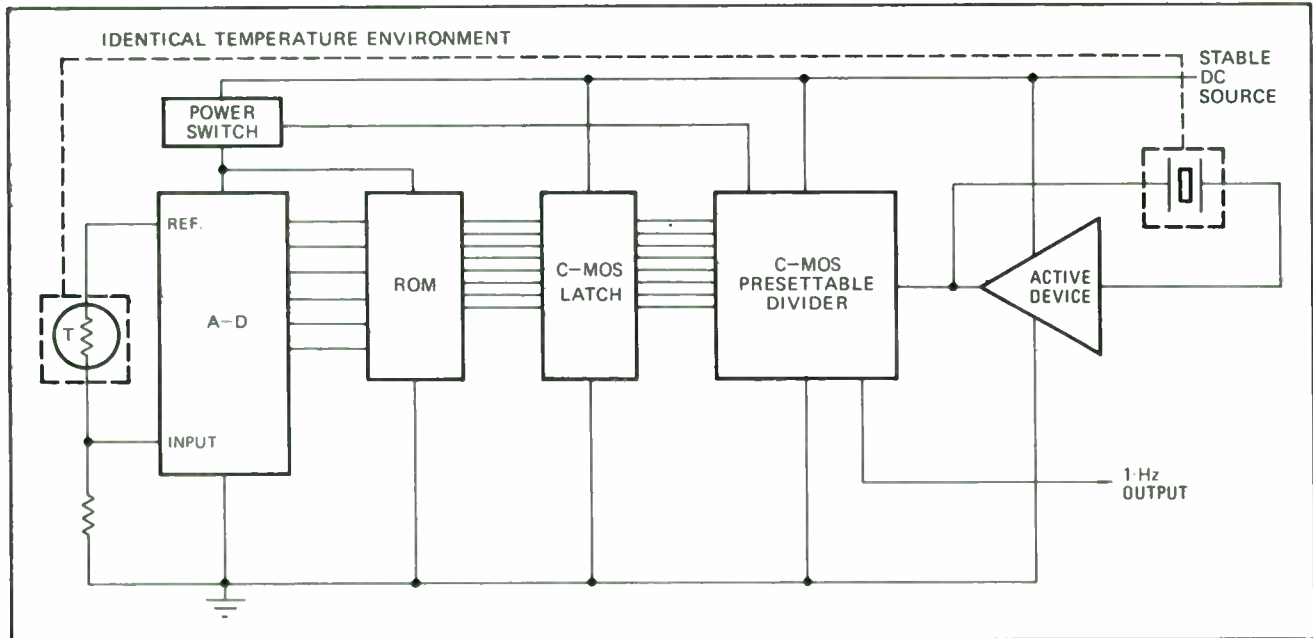 IDENTICAL TEMPERATURE ENVIRONMENT
STABLE
DC
SOURCE
POWER
SWITCH
REF.
T
A-D
INPUT
ROM
C-MOS
LATCH
C-MOS
PRESETTABLE
DIVIDER
ACTIVE
DEVICE
1-Hz
OUTPUT